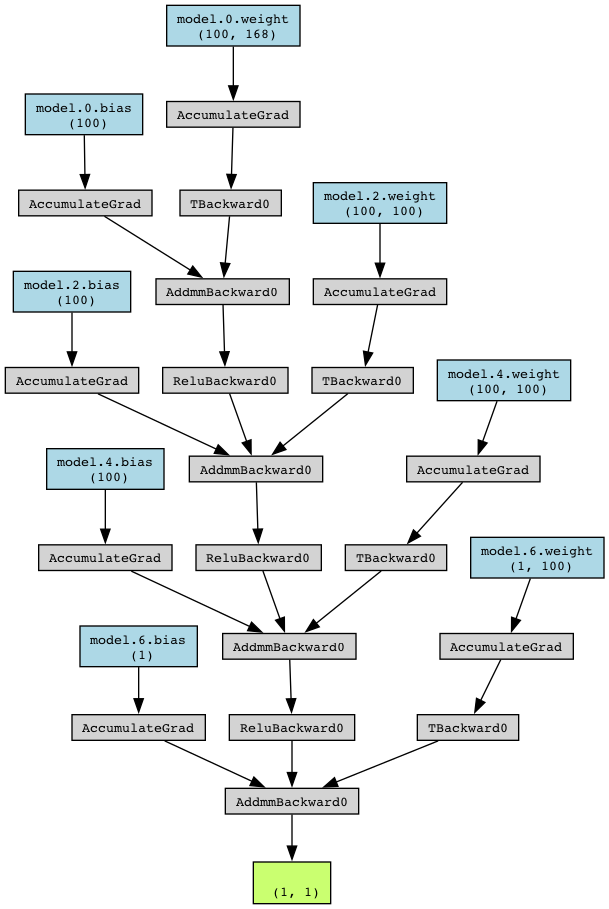 model.0.weight
(100, 168)
model.0.bias
(100)
AccumulateGrad
AccumulateGrad
TBackward0
model.2.weight
(100, 100)
model.2.bias
(100)
AddmmBackward0
AccumulateGrad
AccumulateGrad
ReluBackward0
TBackward0
model.4.weight
(100, 100)
model.4.bias
(100)
AddmmBackward0
AccumulateGrad
AccumulateGrad
ReluBackward0
TBackward0
model.6.weight
(1, 100)
model.6.bias
(1)
AddmmBackward0
AccumulateGrad
AccumulateGrad
ReluBackward0
TBackward0
AddmmBackward0
(1, 1)